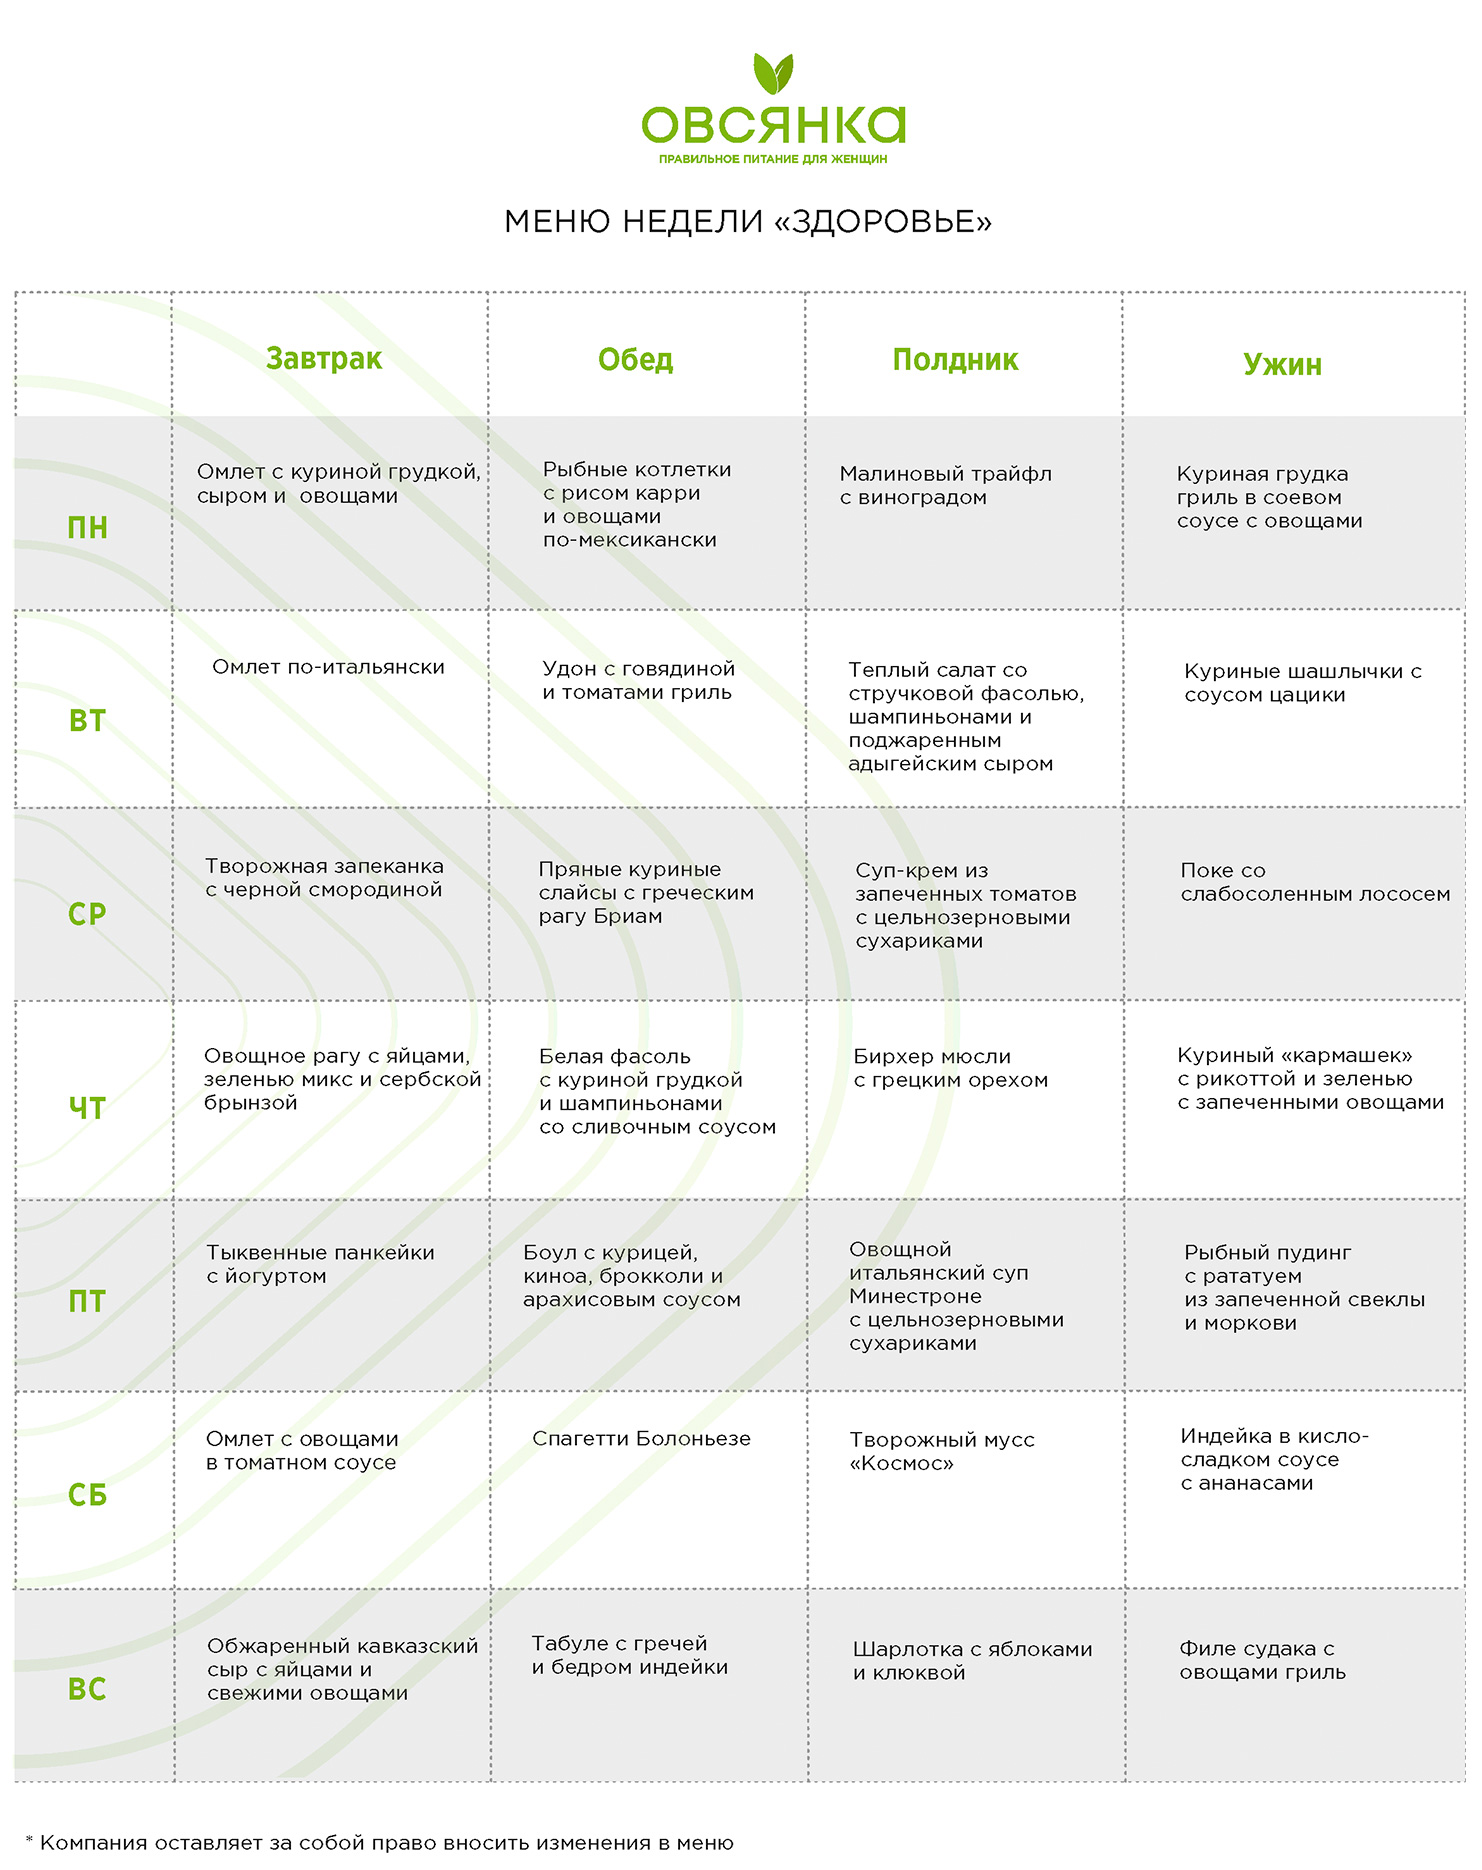 ОВСЯНКА
ПРАВИЛЬНОЕ ПИТАНИЕ ДЛЯ ЖЕНЩИН
МЕНЮ НЕДЕЛИ «ЗДОРОВЬЕ»
Завтрак
Обед
Полдник
Ужин
ПН
Омлет с куриной грудкой,
сыром и овощами
Рыбные котлетки
с рисом карри
и овощами
по-мексикански
Малиновый трайфл
с виноградом
Куриная грудка
гриль в соевом
соусе с овощами
ВТ
Омлет по-итальянски
Удон с говядиной
и томатами гриль
Теплый салат со
стручковой фасолью,
шампиньонами и
поджаренным
адыгейским сыром
Куриные шашлычки с
соусом цацики
СР
Творожная запеканка
с черной смородиной
Пряные куриные
слайсы с греческим
рагу Бриам
Суп-крем из
запеченных томатов
с цельнозерновыми
сухариками
Поке со
слабосоленным лососем
ЧТ
Овощное рагу с яйцами,
зеленью микс и сербской
брынзой
Белая фасоль
с куриной грудкой
и шампиньонами
со сливочным соусом
Бирхер мюсли
с грецким орехом
Куриный «кармашек»
с рикоттой и зеленью
с запеченными овощами
ПТ
Тыквенные панкейки
с йогуртом
Боул с курицей,
киноа, брокколи и
арахисовым соусом
Овощной
итальянский суп
Минестроне
с цельнозерновыми
сухариками
Рыбный пудинг
с рататуем
из запеченной свеклы
и моркови
СБ
Омлет с овощами
в томатном соусе
Спагетти Болоньезе
Творожный мусс
«Космос»
Индейка в кисло-
сладком соусе
с ананасами
ВС
Обжаренный кавказский
сыр с яйцами и
свежими овощами
Табуле с гречей
и бедром индейки
Шарлотка с яблоками
и клюквой
Филе судака с
овощами гриль
* Компания оставляет за собой право вносить изменения в меню